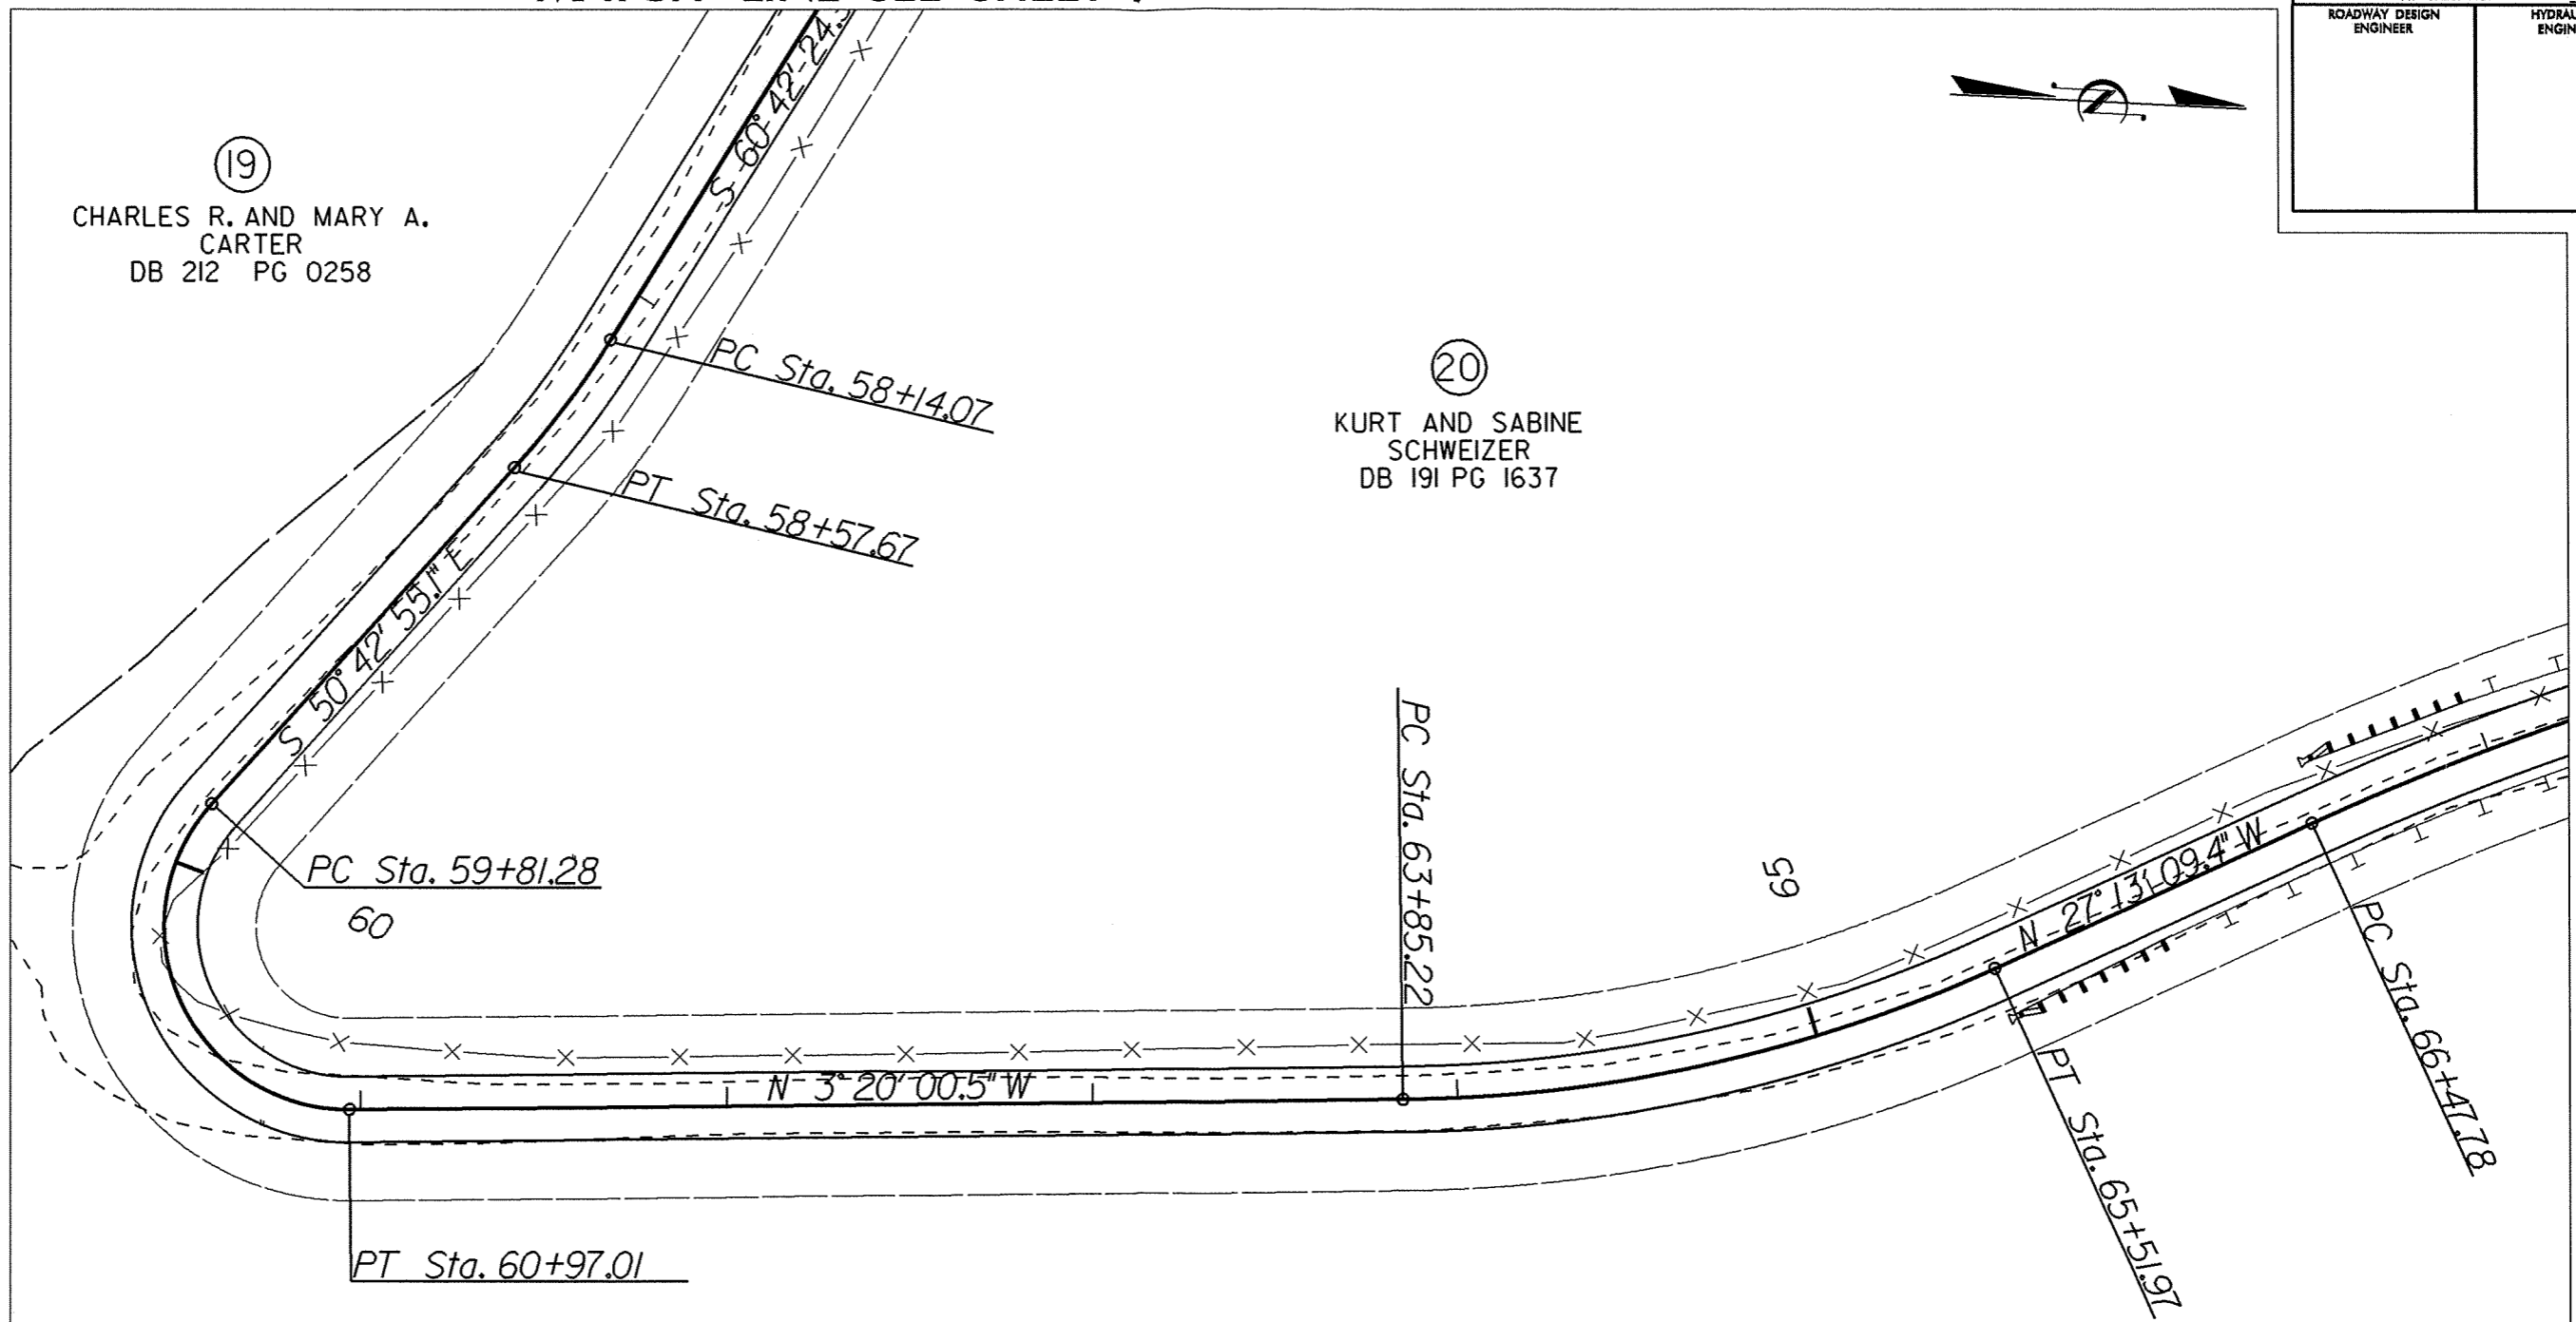 ROADWAY DESIGN
ENGINEER
S 60° 42' 24.
19
CHARLES R. AND MARY A.
CARTER
DB 212 PG 0258
PC Sta. 58+14.07
20
KURT AND SABINE
SCHWEIZER
DB 191 PG 1637
PT Sta. 58+57.67
S 50° 42' 55.1" E
PC Sta. 59+81.28
60
PC Sta. 63+85.22
65
N 27° 13' 09.4" W
PC Sta. 66+47.78
N 3° 20' 00.5" W
PT Sta. 65+51.97
PT Sta. 60+97.01